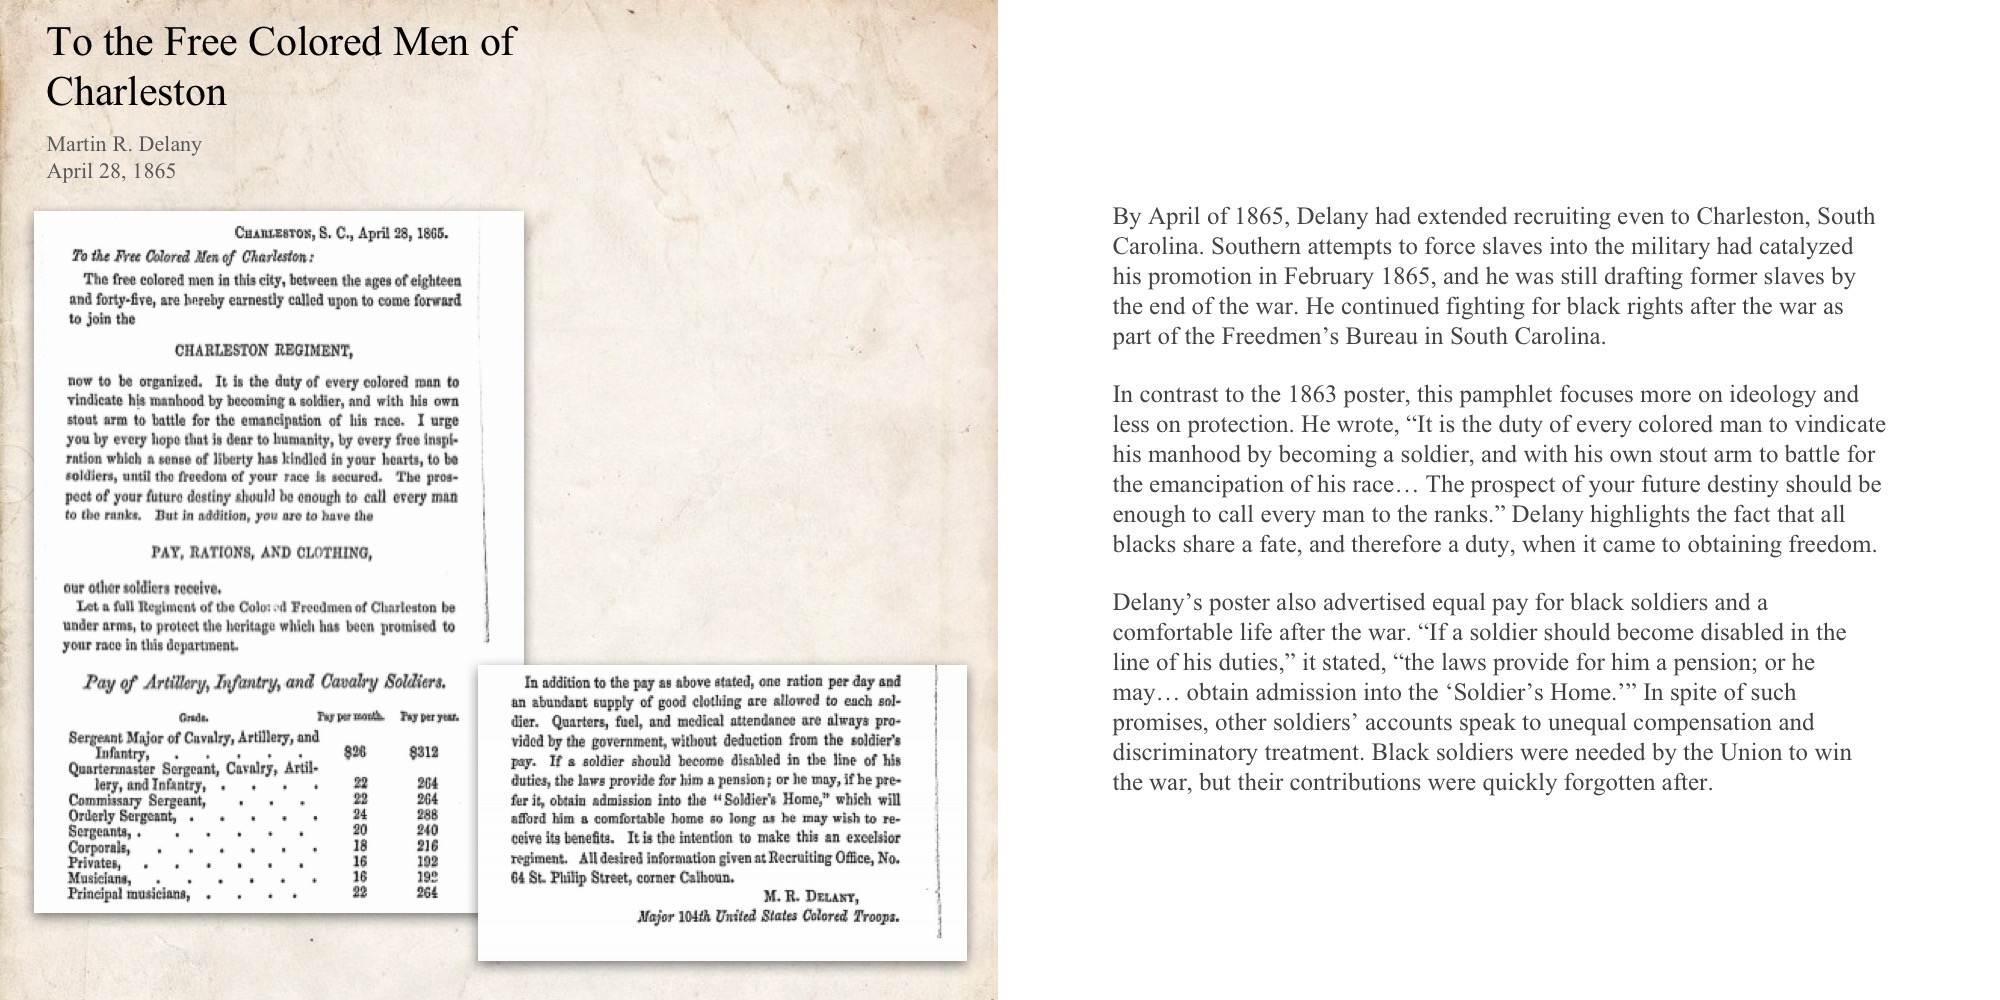 To the Free Colored Men of
Charleston
Martin R. Delany
April 28, 1865
CHARLESTON, S. C., April 28, 1865.
To the Free Colored Men of Charleston:
The free colored men in this city, between the ages of eighteen
and forty-five, are hereby earnestly called upon to come forward
to join the
CHARLESTON REGIMENT,
now to be organized. It is the duty of every colored man to
vindicate his manhood by becoming a soldier, and with his own
stout arm to battle for the emancipation of his race. I urge
you by every hope that is dear to humanity, by every free inspi-
ration which a sense of liberty has kindled in your hearts, to be
soldiers, until the freedom of your race is secured. The pros-
pect of your future destiny should be enough to call every man
to the ranks. But in addition, you are to have the
PAY, RATIONS, AND CLOTHING,
our other soldiers receive.
Let a full Regiment of the Colored Freedmen of Charleston be
under arms, to protect the heritage which has been promised to
your race in this department.
Pay of Artillery, Infantry, and Cavalry Soldiers.
Grade. Pay per month. Pay per year.
Sergeant Major of Cavalry, Artillery, and
Infantry, . . . . $26 $312
Quartermaster Sergeant, Cavalry, Artil-
lery, and Infantry, . . . . 22 264
Commissary Sergeant, . . . 22 264
Orderly Sergeant, . . . . . 24 288
Sergeants, . . . . . . 20 240
Corporals, . . . . . . 18 216
Privates, . . . . . . 16 192
Musicians, . . . . . . 16 192
Principal musicians, . . . . 22 264
In addition to the pay as above stated, one ration per day and
an abundant supply of good clothing are allowed to each sol-
dier. Quarters, fuel, and medical attendance are always pro-
vided by the government, without deduction from the soldier's
pay. If a soldier should become disabled in the line of his
duties, the laws provide for him a pension; or he may, if he pre-
fer it, obtain admission into the "Soldier's Home," which will
afford him a comfortable home so long as he may wish to re-
ceive its benefits. It is the intention to make this an excelsior
regiment. All desired information given at Recruiting Office, No.
64 St. Philip Street, corner Calhoun.
M. R. DELANY,
Major 104th United States Colored Troops.
By April of 1865, Delany had extended recruiting even to Charleston, South
Carolina. Southern attempts to force slaves into the military had catalyzed
his promotion in February 1865, and he was still drafting former slaves by
the end of the war. He continued fighting for black rights after the war as
part of the Freedmen’s Bureau in South Carolina.
In contrast to the 1863 poster, this pamphlet focuses more on ideology and
less on protection. He wrote, “It is the duty of every colored man to vindicate
his manhood by becoming a soldier, and with his own stout arm to battle for
the emancipation of his race… The prospect of your future destiny should be
enough to call every man to the ranks.” Delany highlights the fact that all
blacks share a fate, and therefore a duty, when it came to obtaining freedom.
Delany’s poster also advertised equal pay for black soldiers and a
comfortable life after the war. “If a soldier should become disabled in the
line of his duties,” it stated, “the laws provide for him a pension; or he
may… obtain admission into the ‘Soldier’s Home.’” In spite of such
promises, other soldiers’ accounts speak to unequal compensation and
discriminatory treatment. Black soldiers were needed by the Union to win
the war, but their contributions were quickly forgotten after.